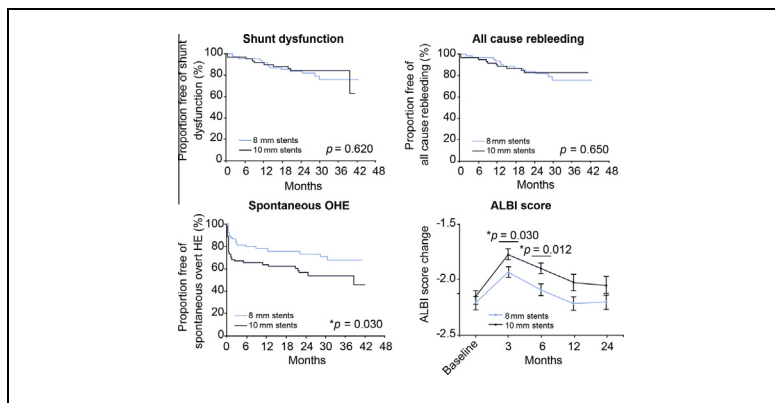 Shunt dysfunction
Proportion free of shunt
dysfunction (%)
100
80
60
40
20
0
8 mm stents
10 mm stents
p = 0.620
0 6 12 18 24 30 36 42 48
Months
All cause rebleeding
Proportion free of
all cause rebleeding (%)
100
80
60
40
20
0
8 mm stents
10 mm stents
p = 0.650
0 6 12 18 24 30 36 42 48
Months
Spontaneous OHE
Proportion free of
spontaneous overt HE (%)
100
80
60
40
20
0
8 mm stents
10 mm stents
*p = 0.030
0 6 12 18 24 30 36 42 48
Months
ALBI score
ALBI score change
-1.5
-2.0
-2.5
*p = 0.030
*p = 0.012
8 mm stents
10 mm stents
Baseline 3 6 12 24
Months